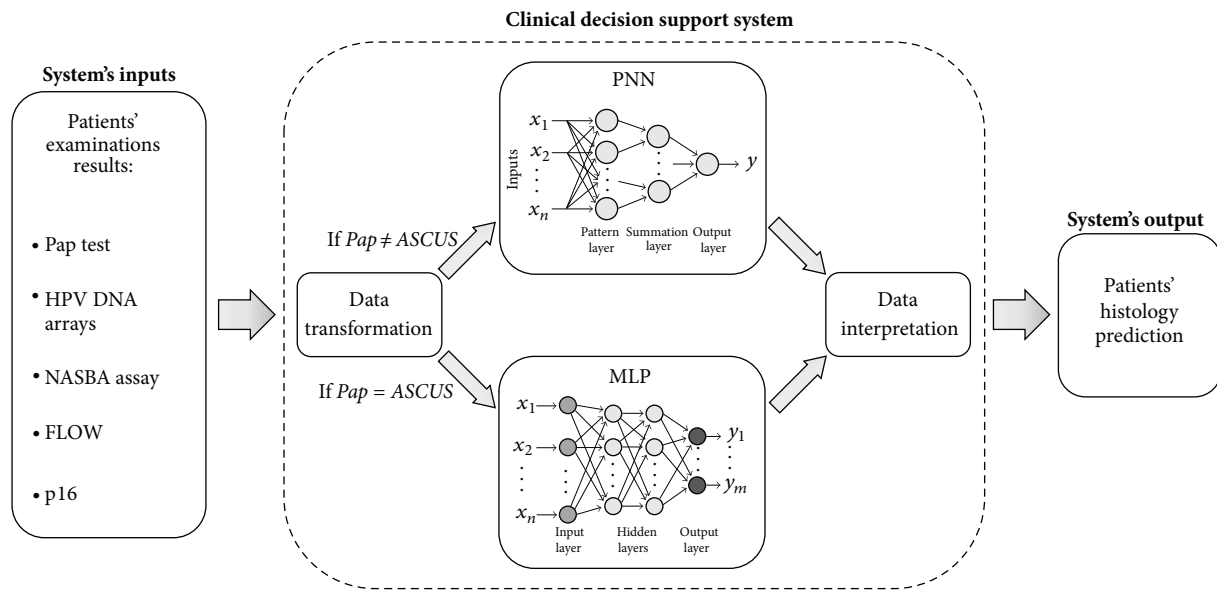 Clinical decision support system
System's inputs
Patients'
examinations
results:
• Pap test
• HPV DNA
arrays
• NASBA assay
• FLOW
• p16
Data
transformation
If Pap ≠ ASCUS
If Pap = ASCUS
PNN
Inputs
x1
x2
xn
y
Pattern
layer
Summation
layer
Output layer
MLP
x1
x2
xn
y1
ym
Input
layer
Hidden
layers
Output
layer
Data
interpretation
System's output
Patients'
histology
prediction